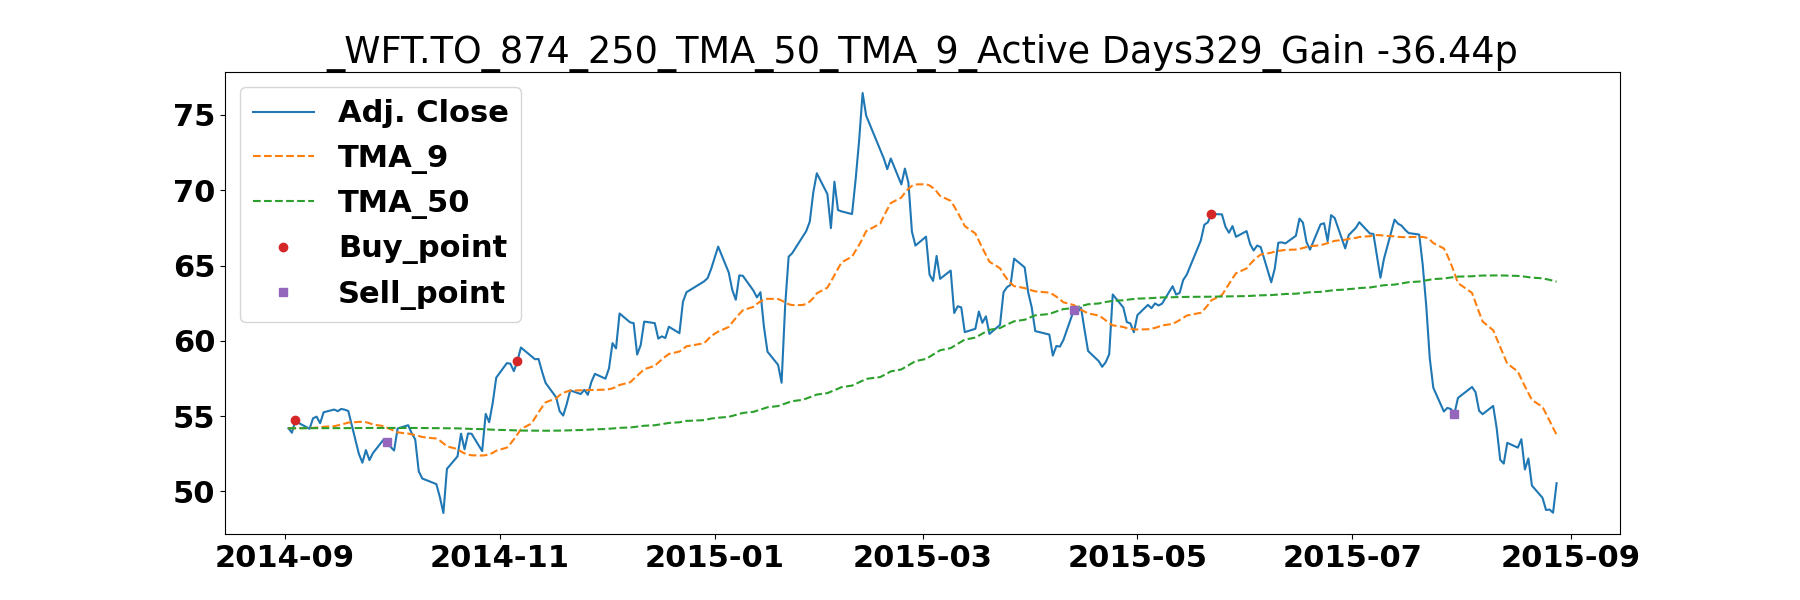 _WFT.TO_874_250_TMA_50_TMA_9_Active Days329_Gain -36.44p
Adj. Close
TMA_9
TMA_50
Buy_point
Sell_point
75
70
65
60
55
50
2014-09 2014-11 2015-01 2015-03 2015-05 2015-07 2015-09